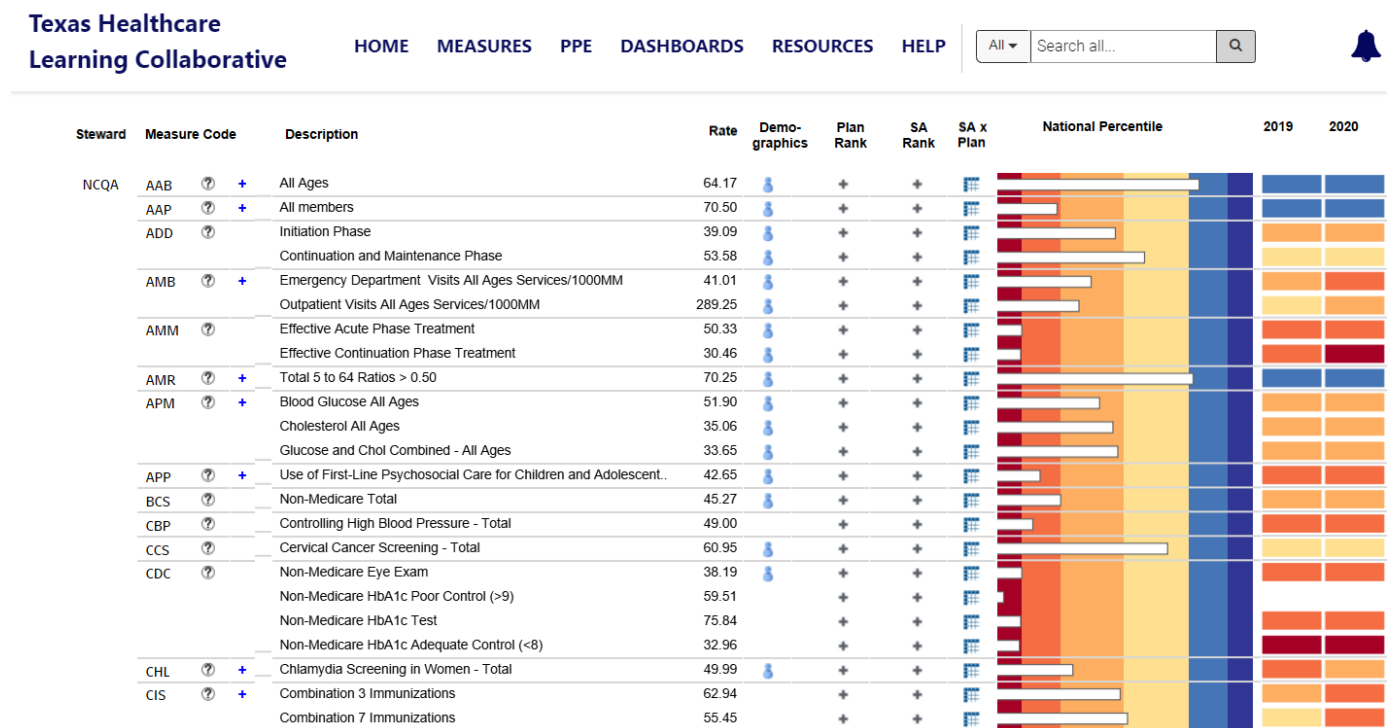 Texas Healthcare
Learning Collaborative
HOME MEASURES PPE DASHBOARDS RESOURCES HELP All Search all...
Steward Measure Code Description Rate Demo-graphics Plan Rank SA Rank SA x Plan National Percentile 2019 2020
NCQA AAB ? + All Ages 64.17 + +
AAP ? + All members 70.50 + +
ADD ? Initiation Phase 39.09 + +
Continuation and Maintenance Phase 53.58 + +
AMB ? + Emergency Department Visits All Ages Services/1000MM 41.01 + +
Outpatient Visits All Ages Services/1000MM 289.25 + +
AMM ? Effective Acute Phase Treatment 50.33 + +
Effective Continuation Phase Treatment 30.46 + +
AMR ? + Total 5 to 64 Ratios > 0.50 70.25 + +
APM ? + Blood Glucose All Ages 51.90 + +
Cholesterol All Ages 35.06 + +
Glucose and Chol Combined - All Ages 33.65 + +
APP ? + Use of First-Line Psychosocial Care for Children and Adolescent.. 42.65 + +
BCS ? Non-Medicare Total 45.27 + +
CBP ? Controlling High Blood Pressure - Total 49.00 + +
CCS ? Cervical Cancer Screening - Total 60.95 + +
CDC ? Non-Medicare Eye Exam 38.19 + +
Non-Medicare HbA1c Poor Control (>9) 59.51 + +
Non-Medicare HbA1c Test 75.84 + +
Non-Medicare HbA1c Adequate Control (<8) 32.96 + +
CHL ? + Chlamydia Screening in Women - Total 49.99 + +
CIS ? + Combination 3 Immunizations 62.94 + +
Combination 7 Immunizations 55.45 + +